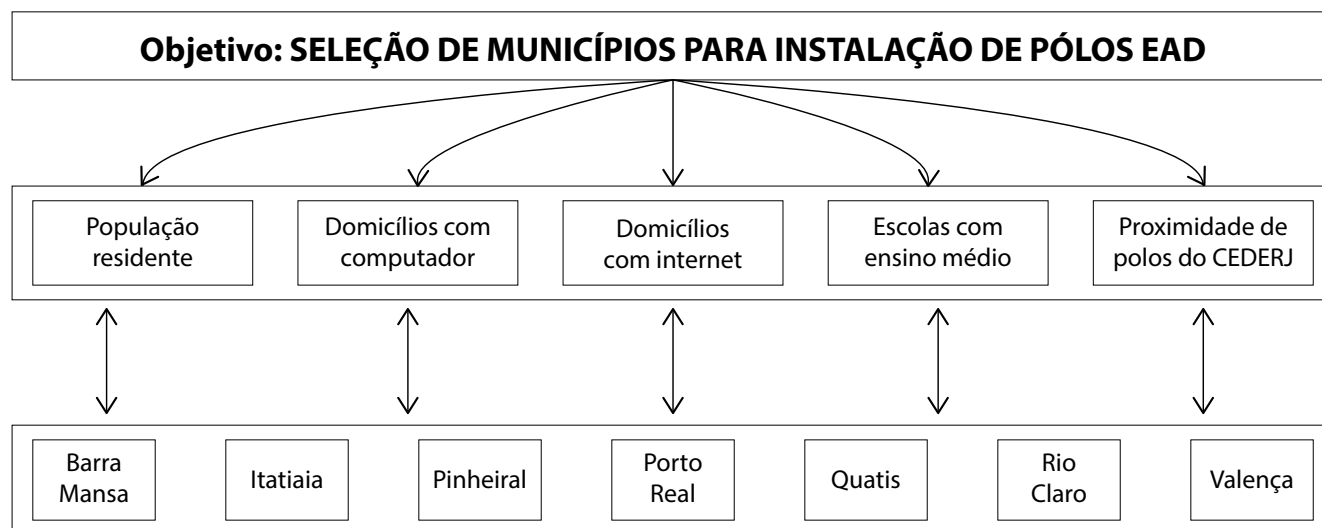 Objetivo: SELEÇÃO DE MUNICÍPIOS PARA INSTALAÇÃO DE PÓLOS EAD
População
residente
Domicílios com
computador
Domicílios
com internet
Escolas com
ensino médio
Proximidade de
polos do CEDERJ
Barra
Mansa
Itatiaia
Pinheiral
Porto
Real
Quatis
Rio
Claro
Valença